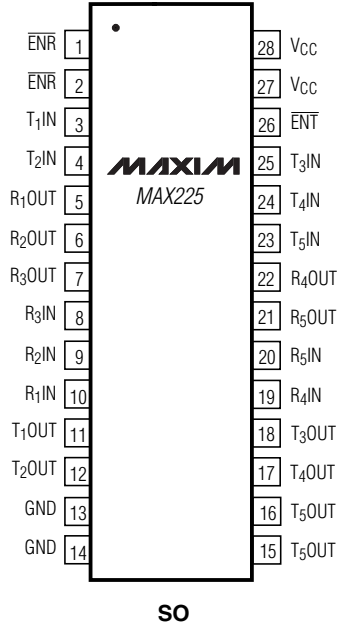 ENR 1
ENR 2
T1IN 3
T2IN 4
R1OUT 5
R2OUT 6
R3OUT 7
R3IN 8
R2IN 9
R1IN 10
T1OUT 11
T2OUT 12
GND 13
GND 14
MAXIM
MAX225
28 VCC
27 VCC
26 ENT
25 T3IN
24 T4IN
23 T5IN
22 R4OUT
21 R5OUT
20 R5IN
19 R4IN
18 T3OUT
17 T4OUT
16 T5OUT
15 T5OUT
SO